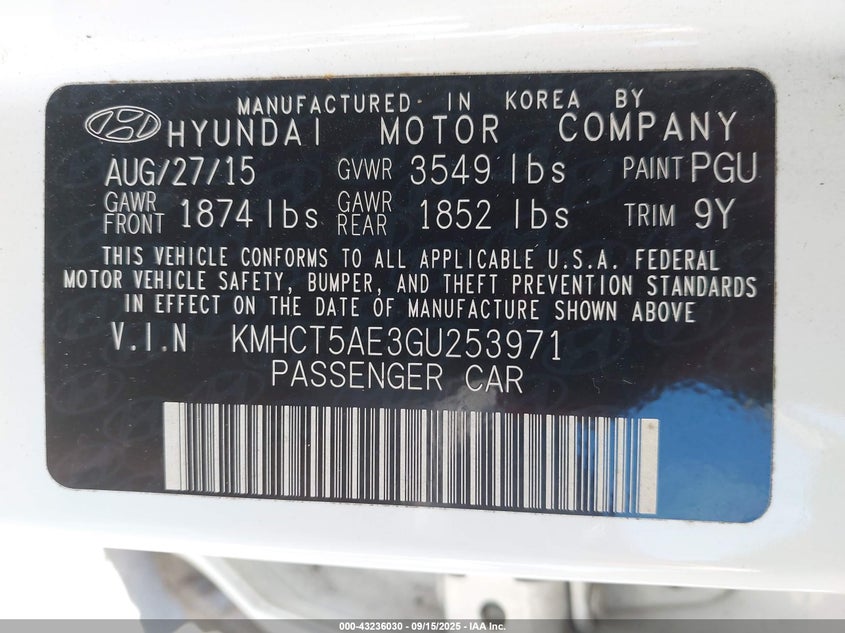 MANUFACTURED IN KOREA BY
HYUNDAI MOTOR COMPANY
AUG/27/15 GVWR 3549 lbs PAINT PGU
GAWR FRONT 1874 lbs GAWR REAR 1852 lbs TRIM 9Y
THIS VEHICLE CONFORMS TO ALL APPLICABLE U.S.A. FEDERAL
MOTOR VEHICLE SAFETY, BUMPER, AND THEFT PREVENTION STANDARDS
IN EFFECT ON THE DATE OF MANUFACTURE SHOWN ABOVE
V.I.N KMHCT5AE3GU253971
PASSENGER CAR
000-43236030 - 09/15/2025 - IAA Inc.